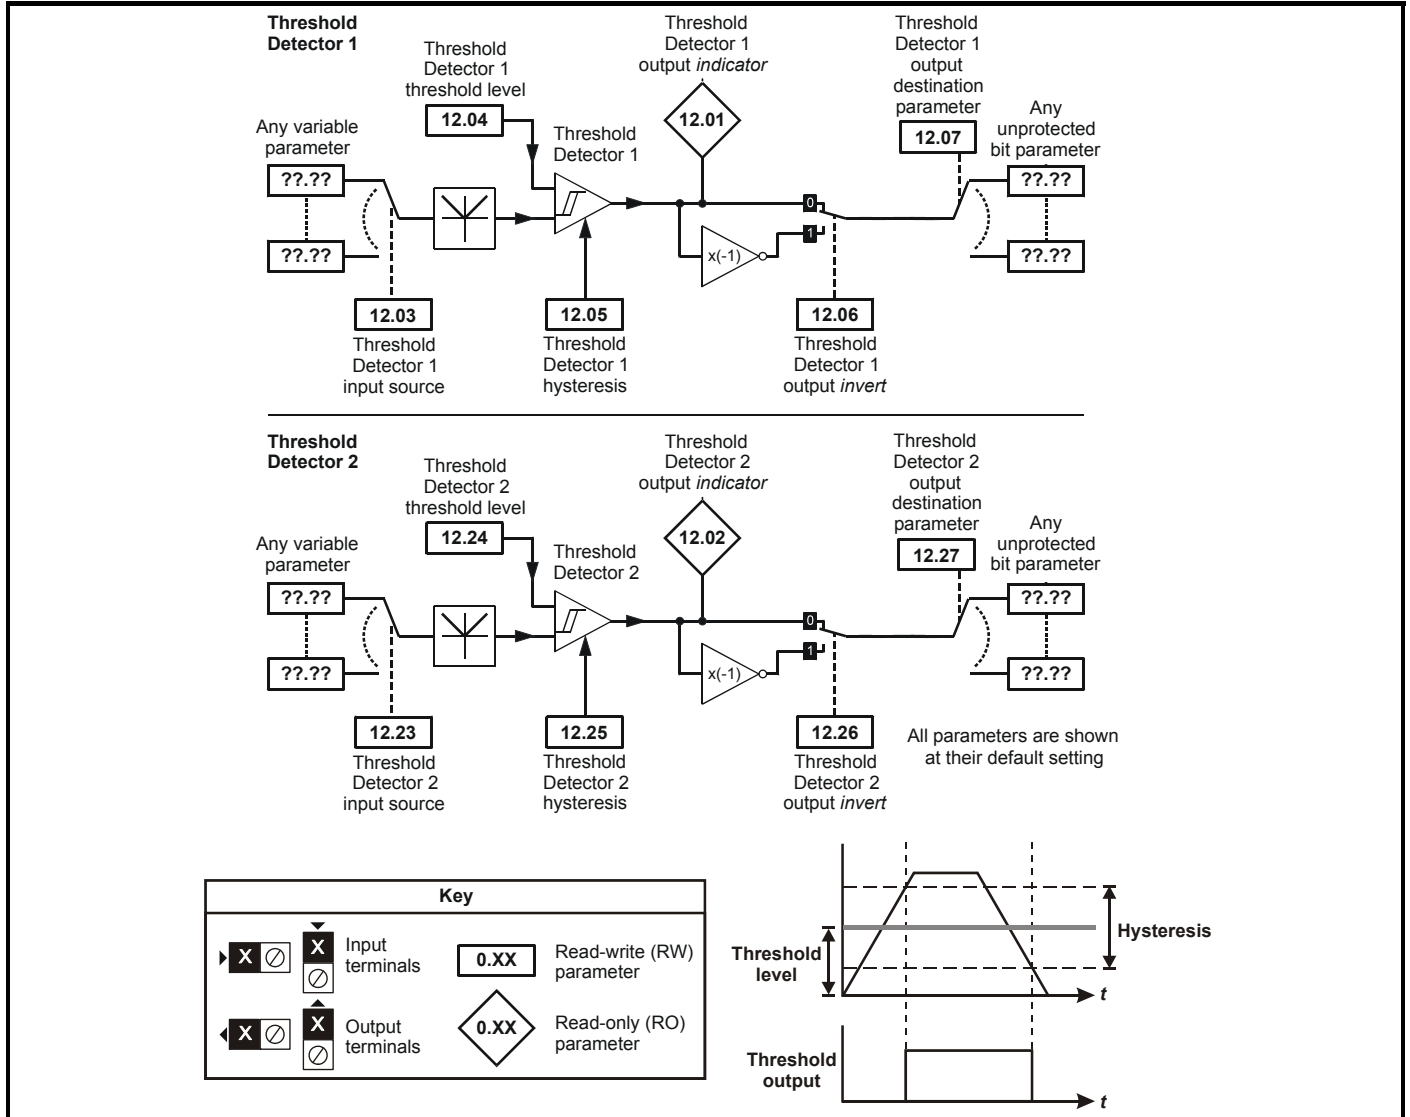 Threshold
Detector 1
Threshold
Detector 1
threshold level
12.04
Threshold
Detector 1
output indicator
12.01
Threshold
Detector 1
output
destination
parameter
12.07
Any variable
parameter
??.??
??.??
Threshold
Detector 1
Any
unprotected
bit parameter
??.??
??.??
0
1
x(-1)
12.03
Threshold
Detector 1
input source
12.05
Threshold
Detector 1
hysteresis
12.06
Threshold
Detector 1
output invert
Threshold
Detector 2
Threshold
Detector 2
threshold level
12.24
Threshold
Detector 2
output indicator
12.02
Threshold
Detector 2
output
destination
parameter
12.27
Any variable
parameter
??.??
??.??
Threshold
Detector 2
Any
unprotected
bit parameter
??.??
??.??
0
1
x(-1)
12.23
Threshold
Detector 2
input source
12.25
Threshold
Detector 2
hysteresis
12.26
Threshold
Detector 2
output invert
All parameters are shown
at their default setting
Key
X
X
Input
terminals
0.XX
Read-write (RW)
parameter
X
X
Output
terminals
0.XX
Read-only (RO)
parameter
Threshold
level
Hysteresis
t
Threshold
output
t